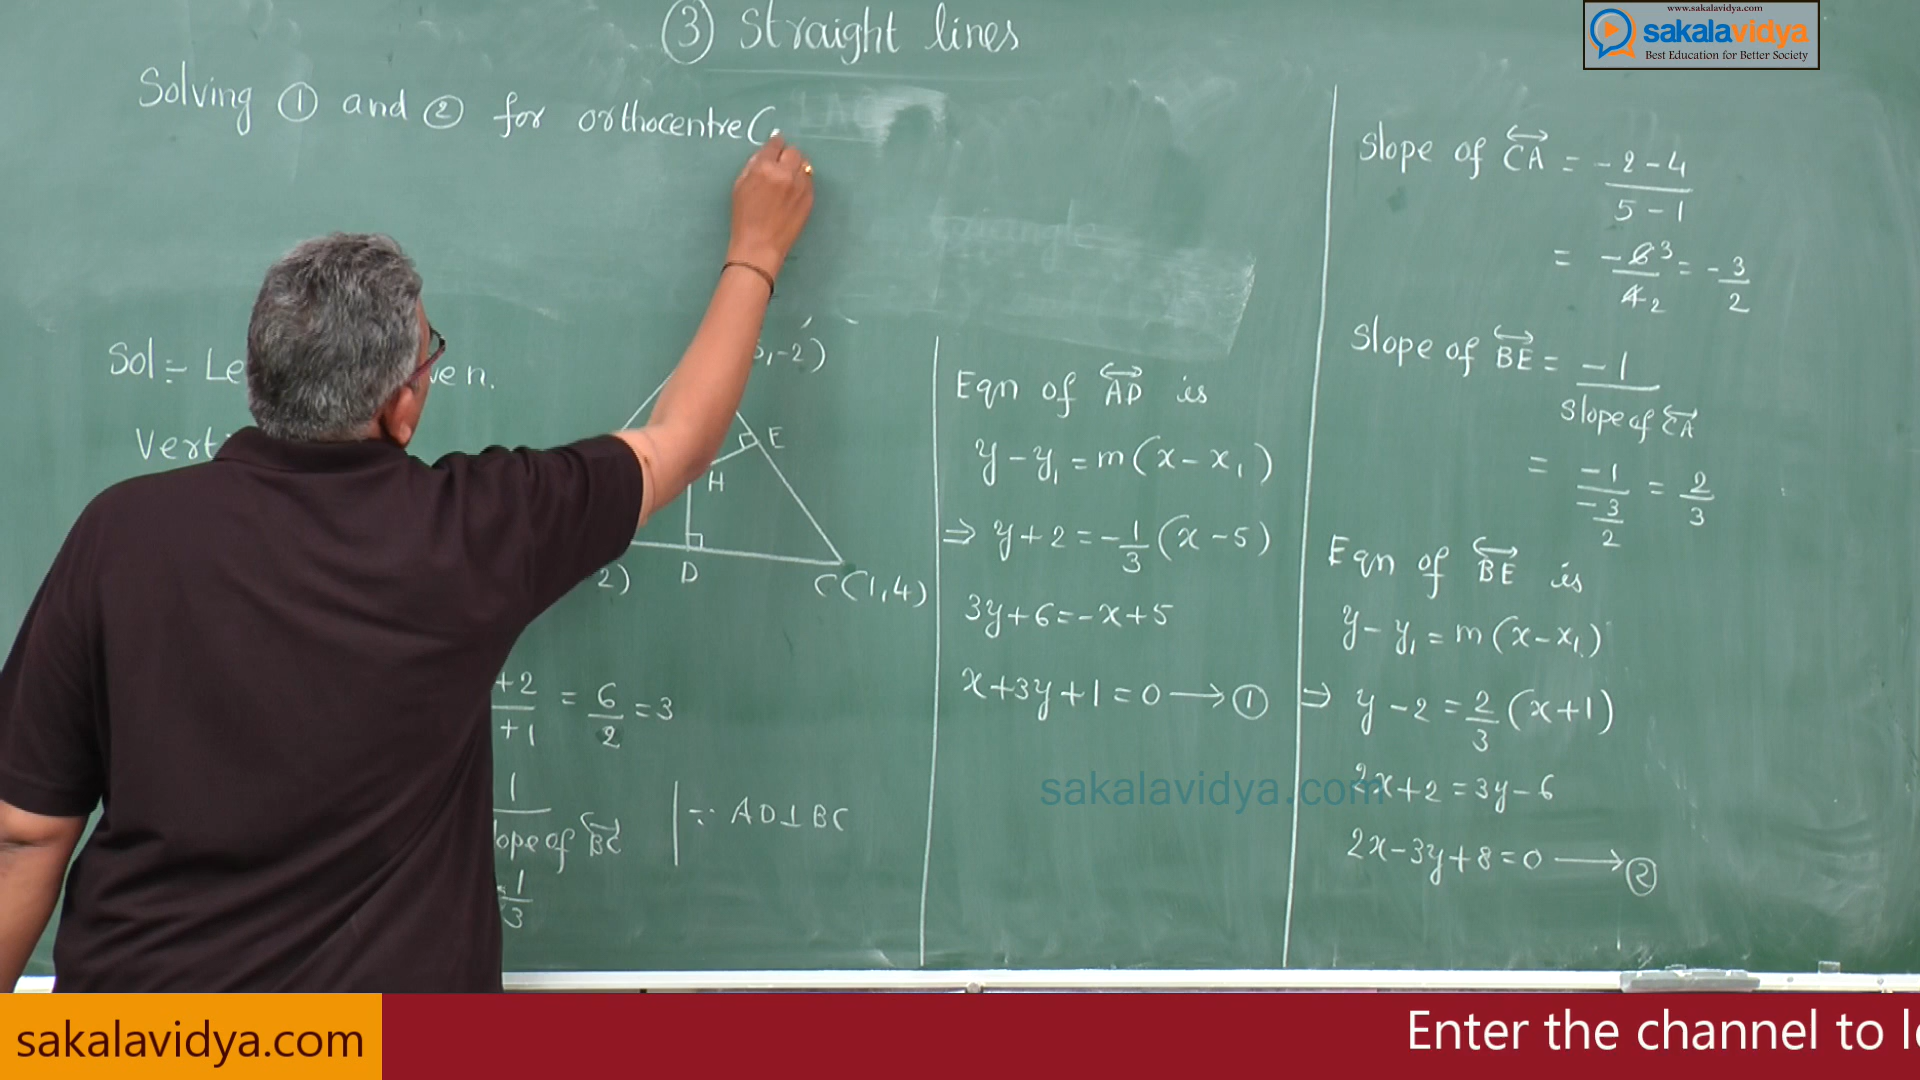 ③ Straight lines
www.sakalavidya.com
sakalavidya
Best Education for Better Society
Solving ① and ② for orthocentre(
Sol:- Le ven.
Vert
,-2)
E
H
D
2)
C(1,4)
+2/+1 = 6/2 = 3
1/ lope of BC
∵ AD⊥BC
1/3
Eqn of AD is
y-y₁=m(x-x₁)
⇒ y+2=-1/3(x-5)
3y+6=-x+5
x+3y+1=0 → ①
Slope of CA = -2-4/5-1
= -6 3/4 2 = -3/2
Slope of BE = -1/Slope of CA
= -1/-3/2 = 2/3
Eqn of BE is
y-y₁=m(x-x₁)
⇒ y-2=2/3(x+1)
2x+2=3y-6
2x-3y+8=0 → ②
sakalavidya.com
sakalavidya.com
Enter the channel to l